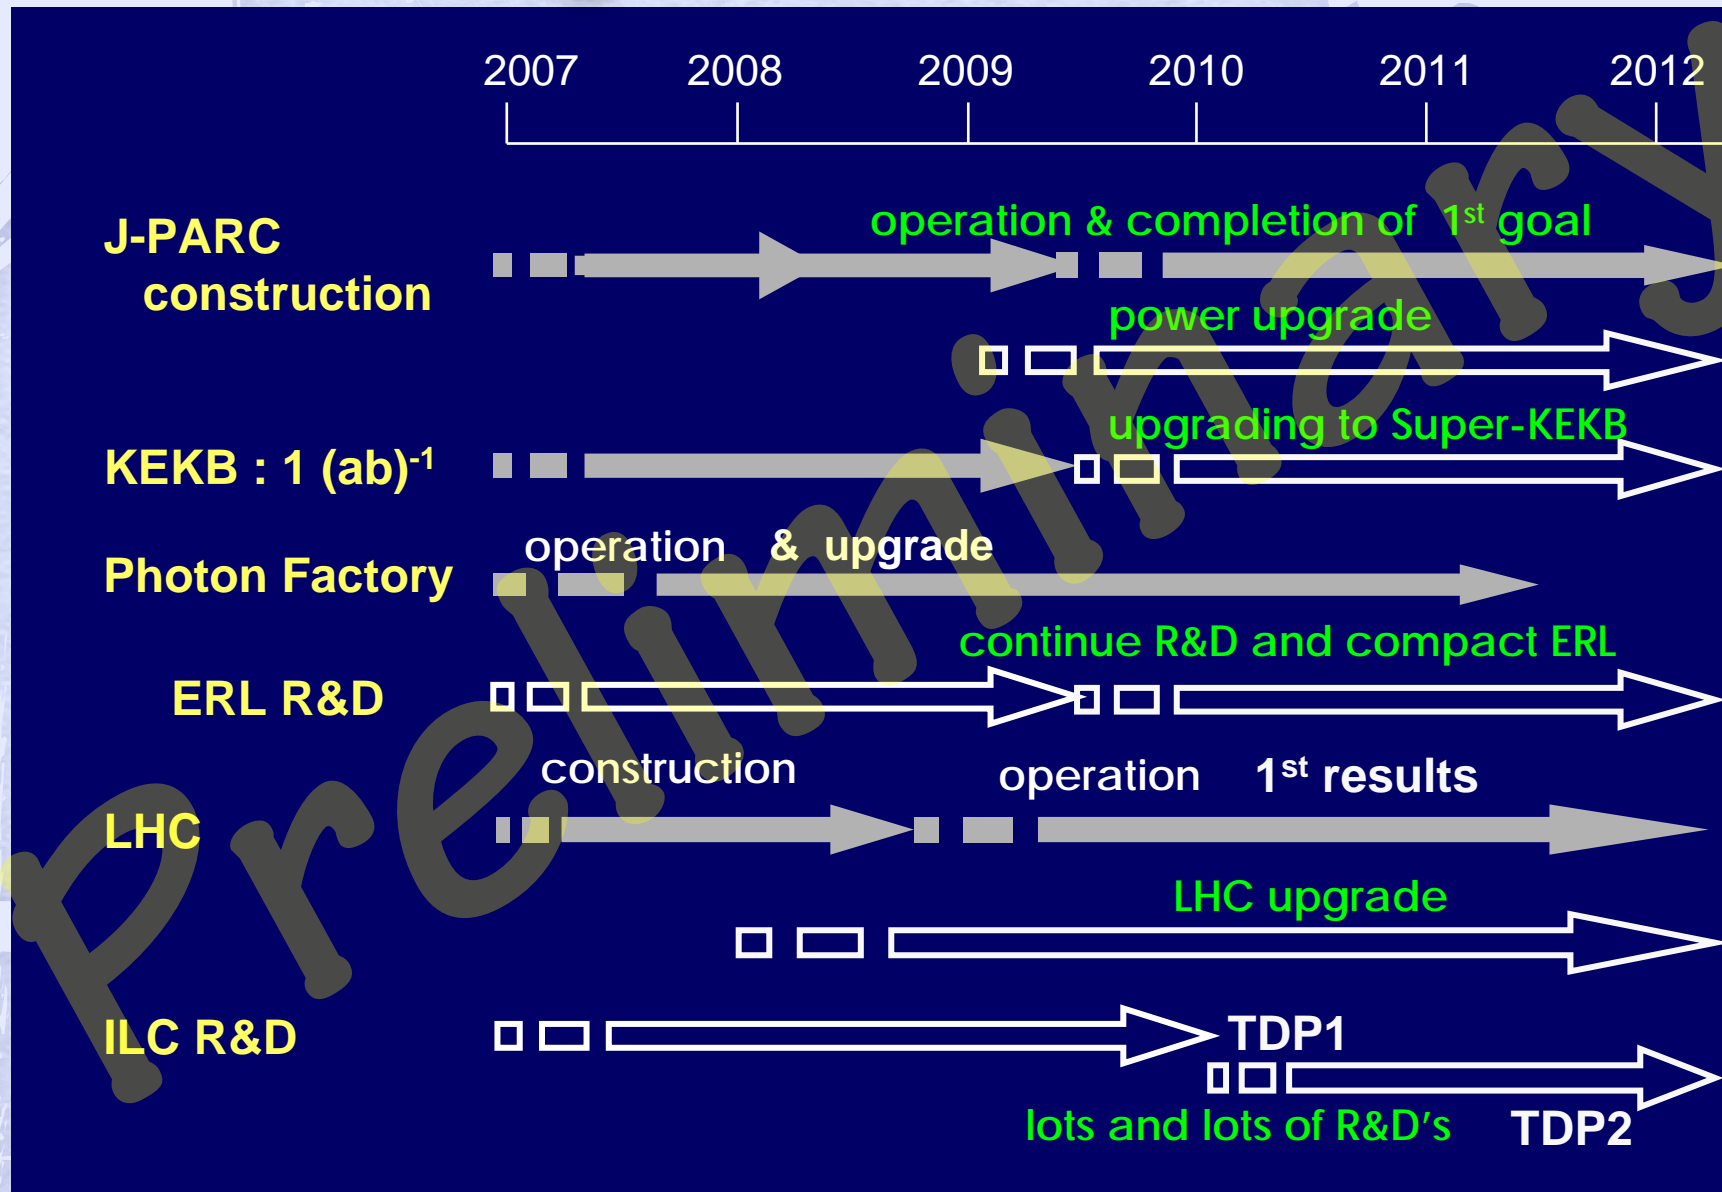 2007 2008 2009 2010 2011 2012
operation & completion of 1st goal
J-PARC
construction
power upgrade
upgrading to Super-KEKB
KEKB : 1 (ab)-1
operation & upgrade
Photon Factory
continue R&D and compact ERL
ERL R&D
construction operation 1st results
LHC
LHC upgrade
ILC R&D TDP1
lots and lots of R&D's TDP2
Preliminary